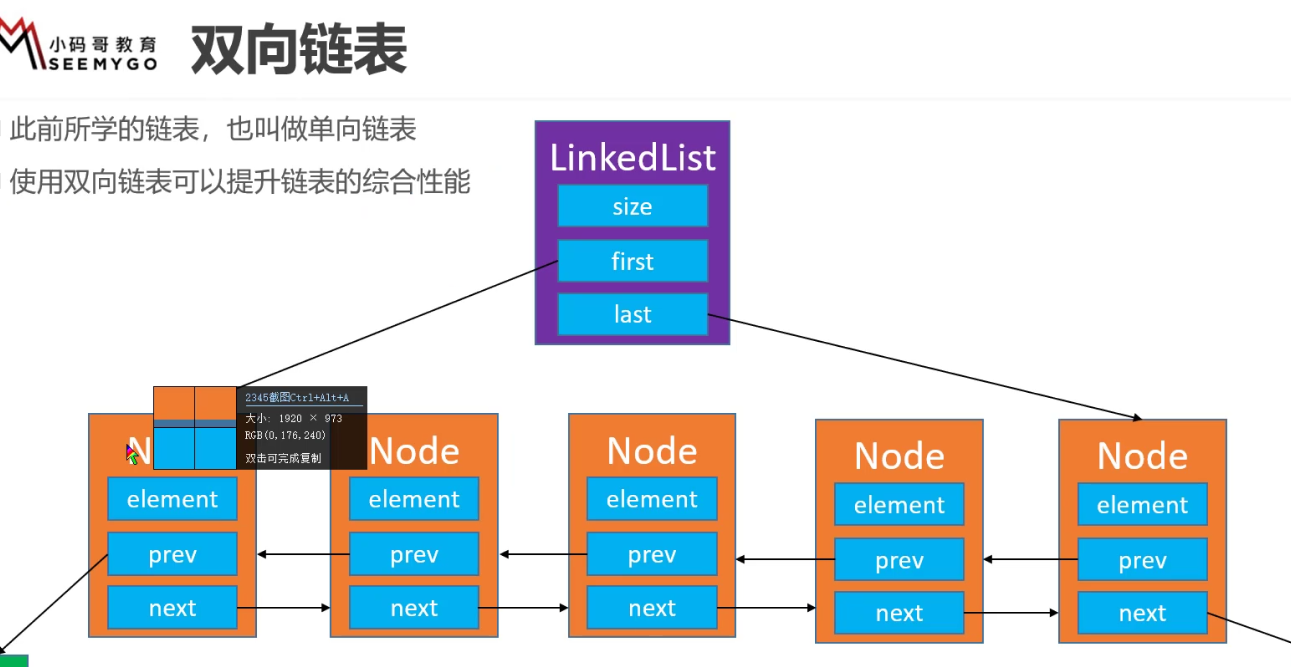 小码哥教育
SEEMYGO
双向链表
此前所学的链表，也叫做单向链表
使用双向链表可以提升链表的综合性能
LinkedList
size
first
last
2345截图Ctrl+Alt+A
大小: 1920 × 973
RGB(0,176,240)
双击可完成复制
N
element
prev
next
Node
element
prev
next
Node
element
prev
next
Node
element
prev
next
Node
element
prev
next